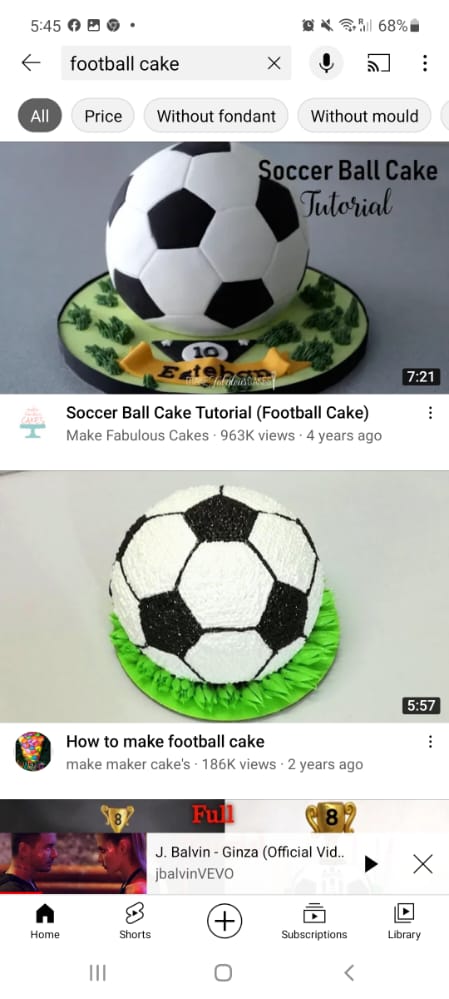 5:45
68%
football cake
All
Price
Without fondant
Without mould
Soccer Ball Cake
Tutorial
10
Esteban
7:21
Soccer Ball Cake Tutorial (Football Cake)
Make Fabulous Cakes · 963K views · 4 years ago
5:57
How to make football cake
make maker cake's · 186K views · 2 years ago
8
Full
8
J. Balvin - Ginza (Official Vid..
jbalvinVEVO
Home
Shorts
Subscriptions
Library